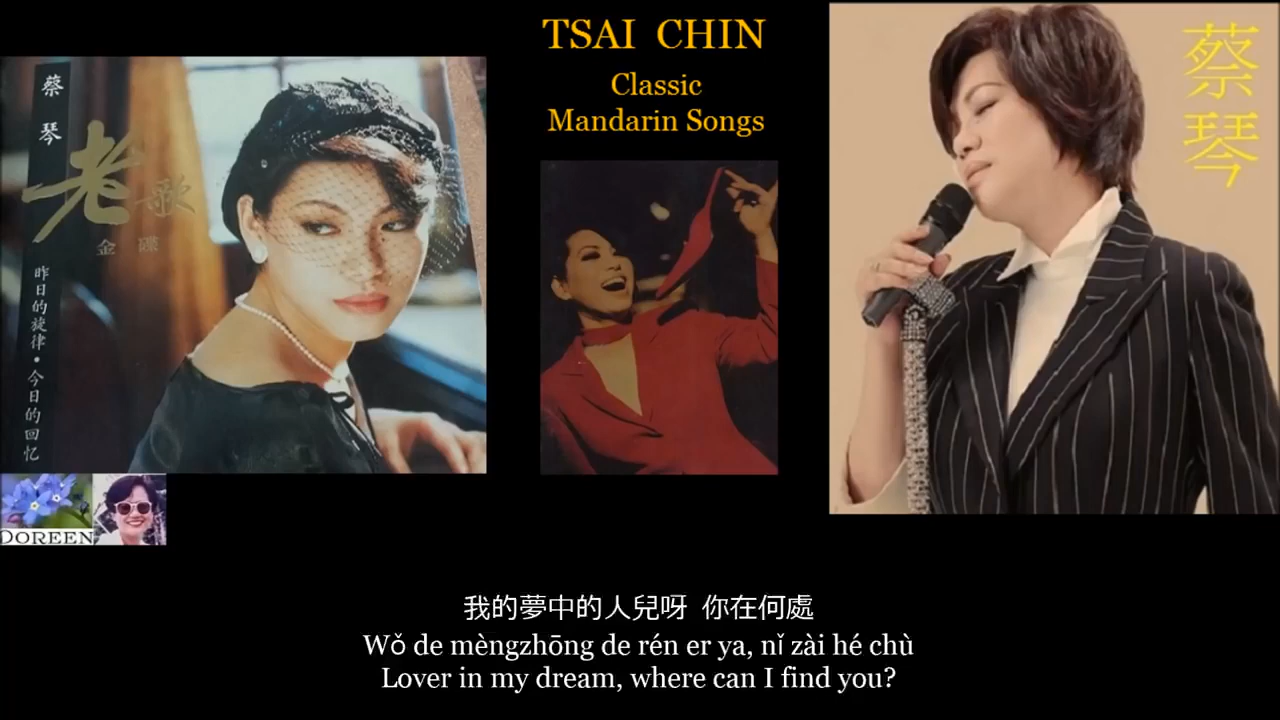 TSAI CHIN
Classic
Mandarin Songs
蔡琴
老歌
金碟
昨日的旋律·今日的回忆
蔡琴
DOREEN
我的夢中的人兒呀 你在何處
Wǒ de mèngzhōng de rén er ya, nǐ zài hé chù
Lover in my dream, where can I find you?